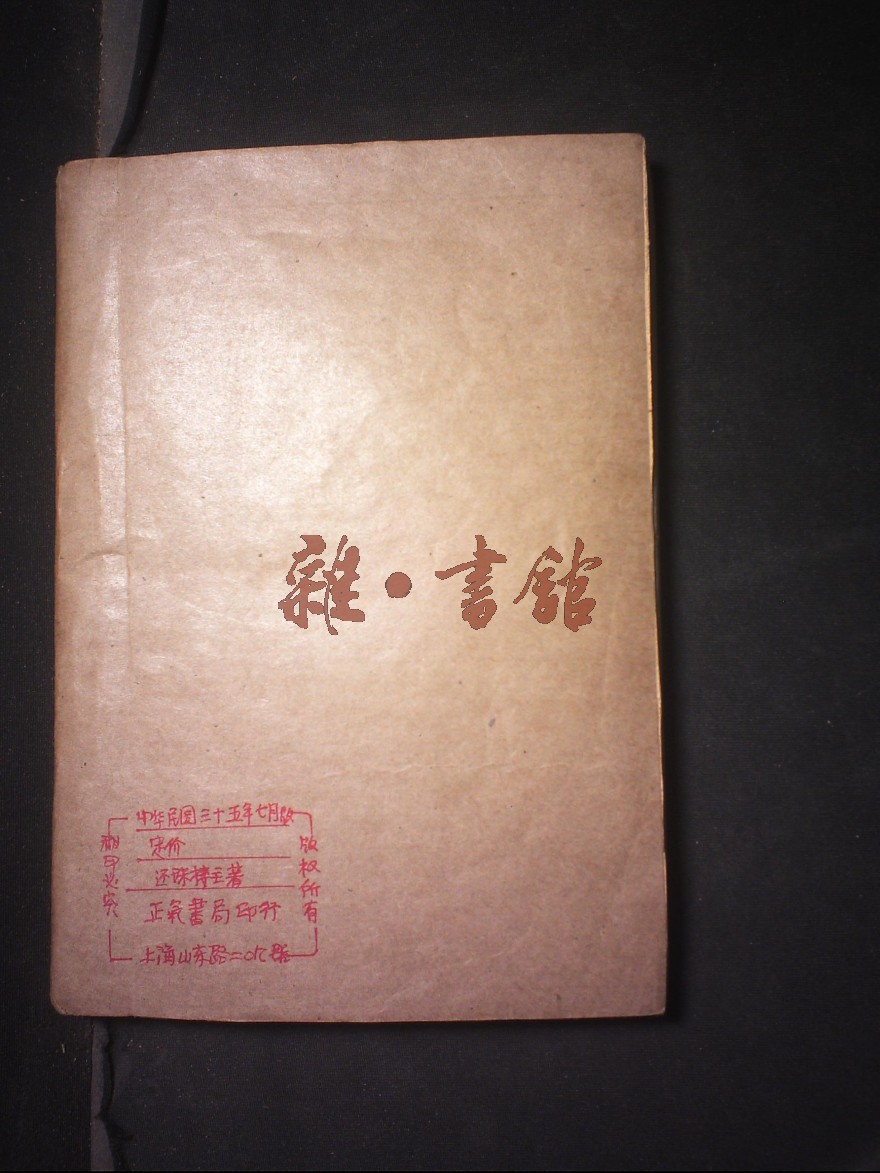 雜·書館
中华民国三十五年七月版
定价
还珠楼主著
正氣書局印行
上海山东路二〇九号
版权所有
翻印必究